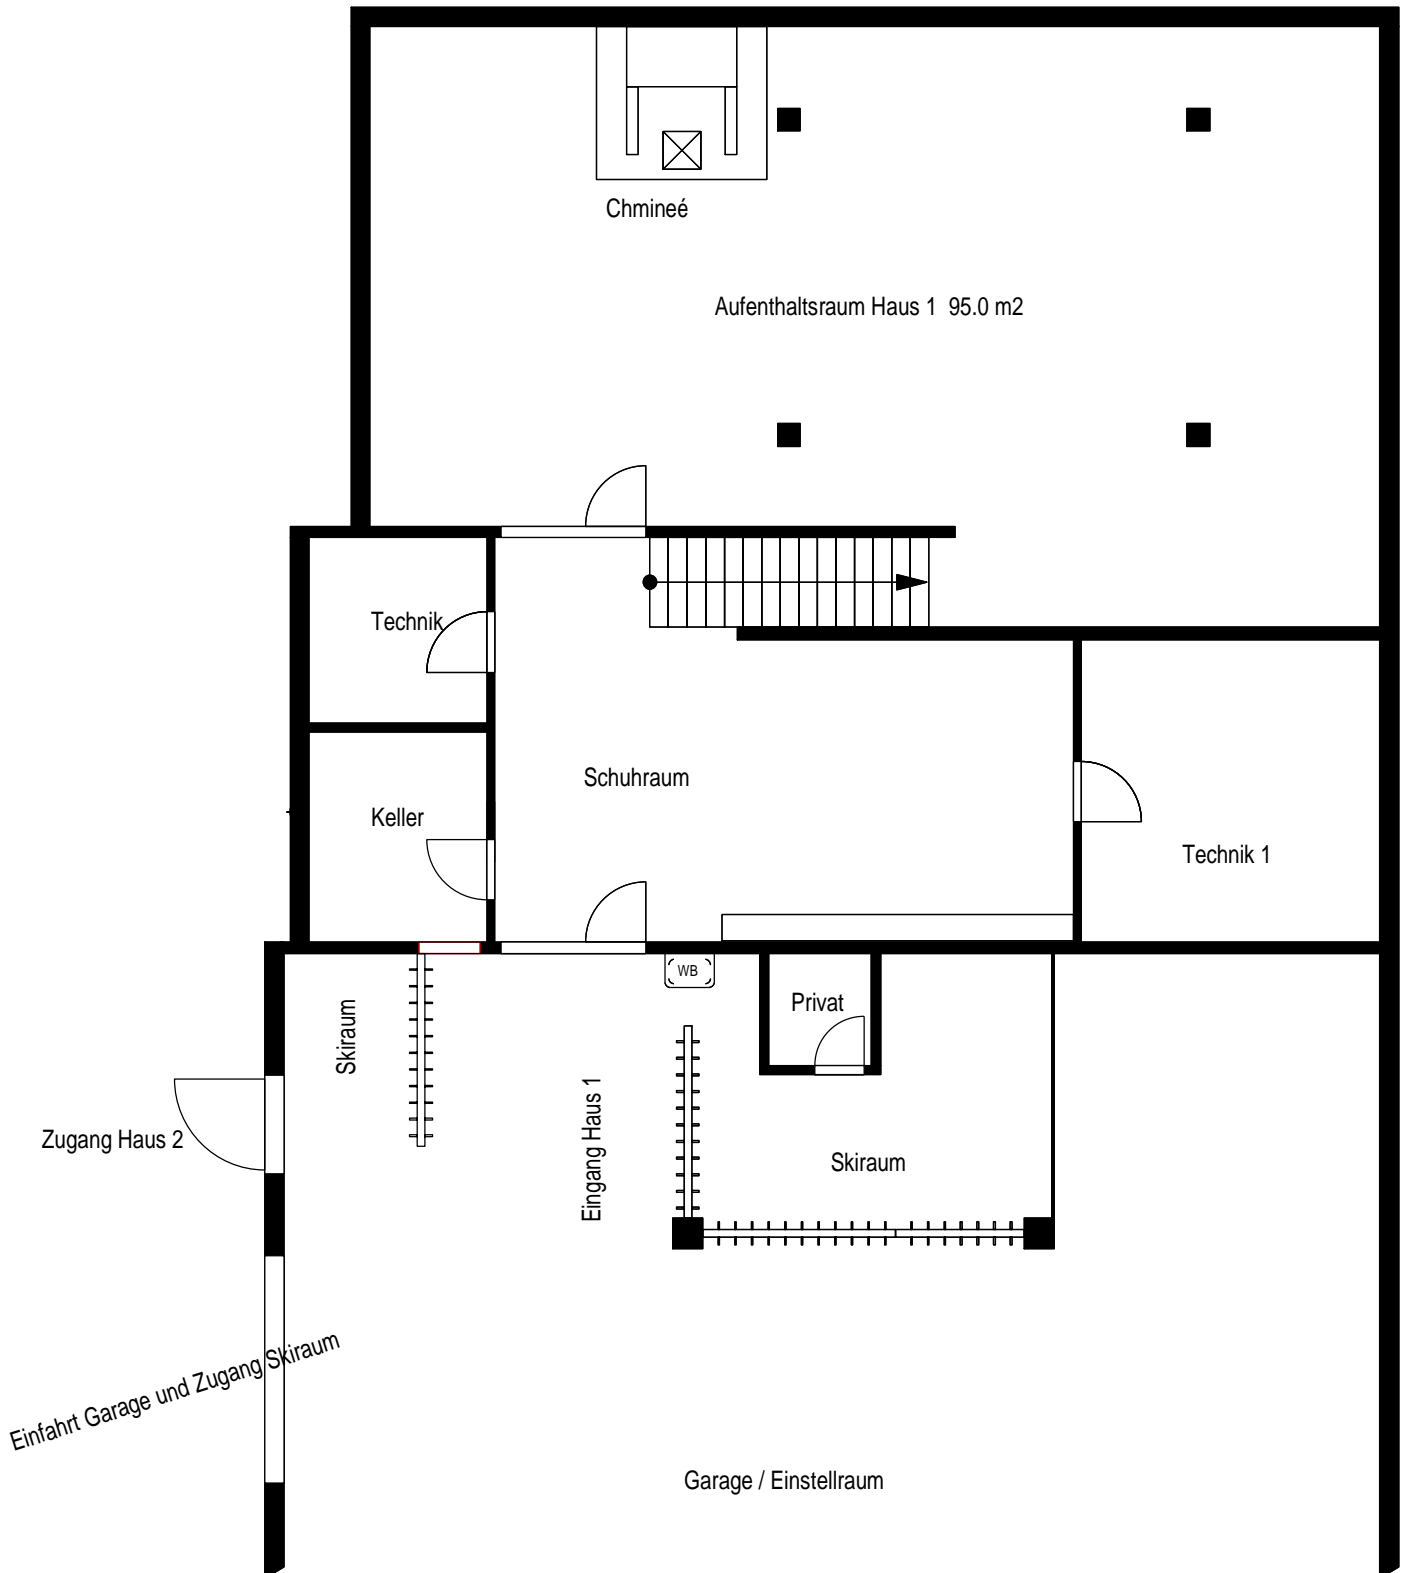 Chmineé
Aufenthaltsraum Haus 1  95.0 m2
Technik
Schuhraum
Keller
Technik 1
WB
Privat
Skiraum
Eingang Haus 1
Zugang Haus 2
Skiraum
Einfahrt Garage und Zugang Skiraum
Garage / Einstellraum